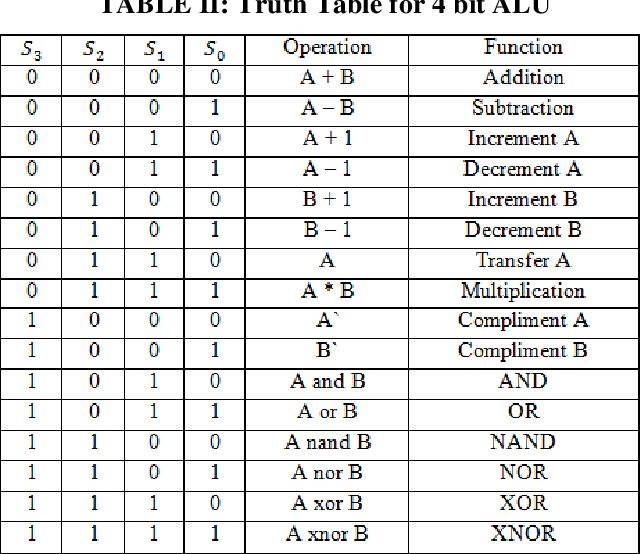 TABLE II: Truth Table for 4 bit ALU
S₃ S₂ S₁ S₀ Operation Function
0 0 0 0 A + B Addition
0 0 0 1 A – B Subtraction
0 0 1 0 A + 1 Increment A
0 0 1 1 A – 1 Decrement A
0 1 0 0 B + 1 Increment B
0 1 0 1 B – 1 Decrement B
0 1 1 0 A Transfer A
0 1 1 1 A * B Multiplication
1 0 0 0 A` Compliment A
1 0 0 1 B` Compliment B
1 0 1 0 A and B AND
1 0 1 1 A or B OR
1 1 0 0 A nand B NAND
1 1 0 1 A nor B NOR
1 1 1 0 A xor B XOR
1 1 1 1 A xnor B XNOR